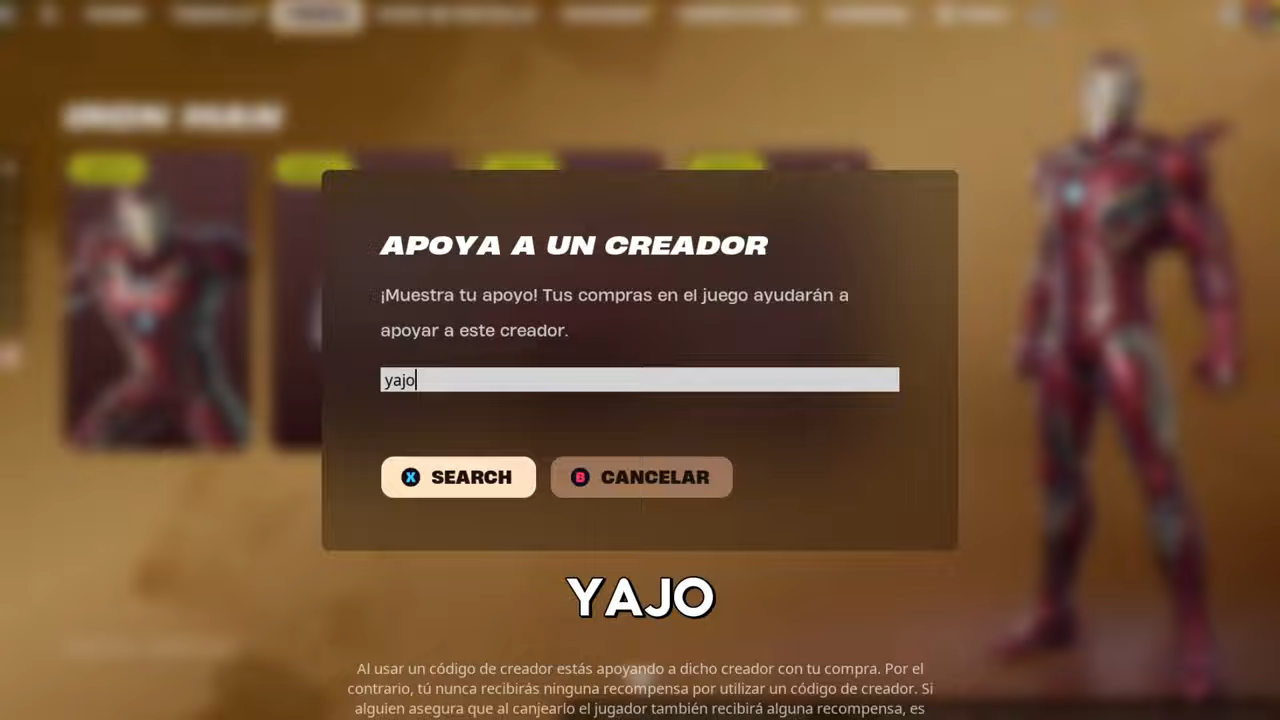 IRON MAN
APOYA A UN CREADOR
¡Muestra tu apoyo! Tus compras en el juego ayudarán a
apoyar a este creador.
yajo
X SEARCH
B CANCELAR
YAJO
Al usar un código de creador estás apoyando a dicho creador con tu compra. Por el
contrario, tú nunca recibirás ninguna recompensa por utilizar un código de creador. Si
alguien asegura que al canjearlo el jugador también recibirá alguna recompensa, es